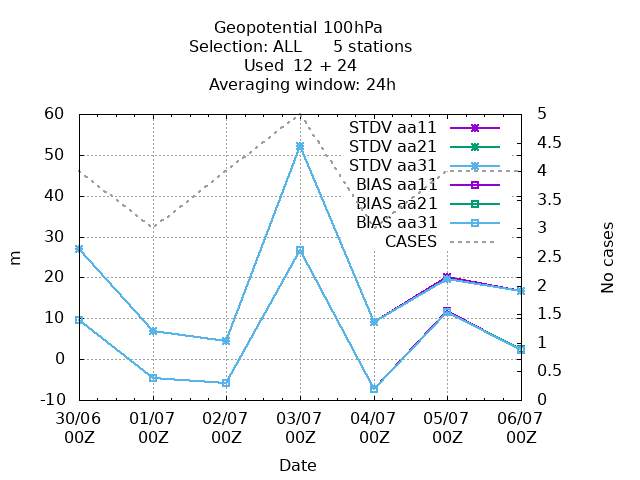 Geopotential 100hPa
Selection: ALL      5 stations
Used  12 + 24
Averaging window: 24h
60
50
40
30
20
10
0
-10
m
STDV aa11
STDV aa21
STDV aa31
BIAS aa11
BIAS aa21
BIAS aa31
CASES
5
4.5
4
3.5
3
2.5
2
1.5
1
0.5
0
No cases
30/06 01/07 02/07 03/07 04/07 05/07 06/07
00Z 00Z 00Z 00Z 00Z 00Z 00Z
Date